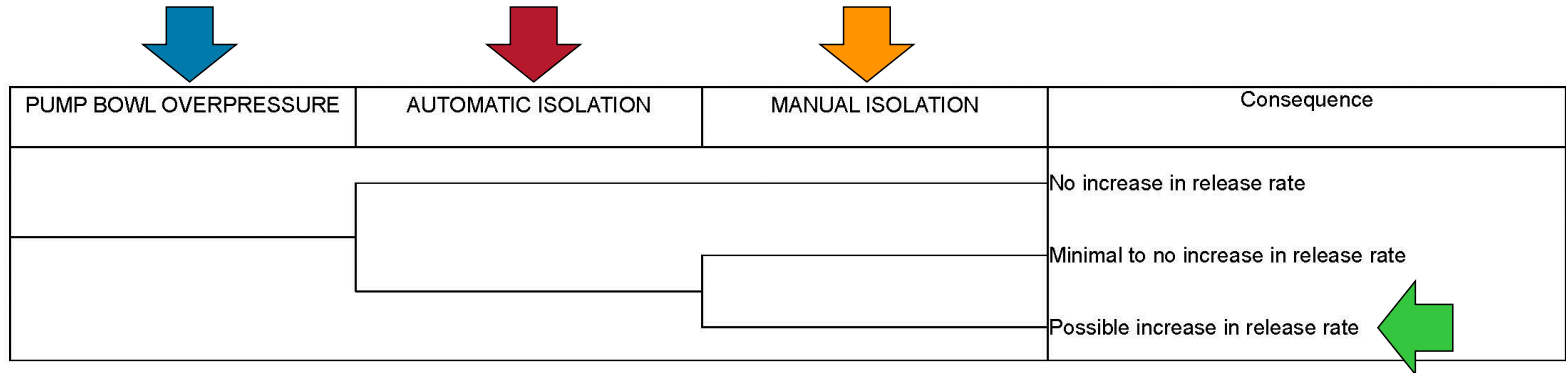 PUMP BOWL OVERPRESSURE
AUTOMATIC ISOLATION
MANUAL ISOLATION
Consequence
No increase in release rate
Minimal to no increase in release rate
Possible increase in release rate